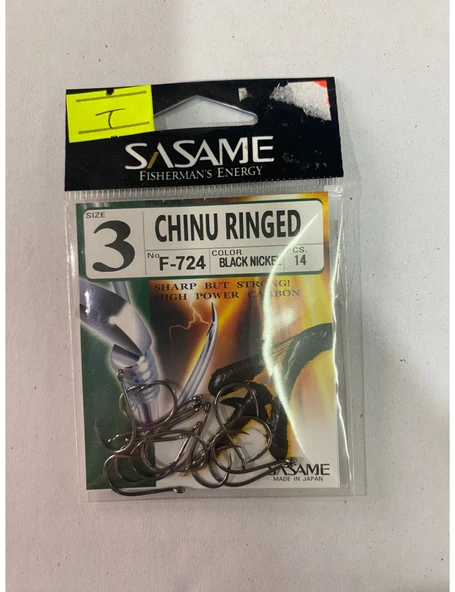 T
SASAME
FISHERMAN'S ENERGY
SIZE
3
CHINU RINGED
No F-724
COLOR
BLACK NICKEL
CS.
14
SHARP BUT STRONG!
HIGH POWER CARBON
SASAME
MADE IN JAPAN